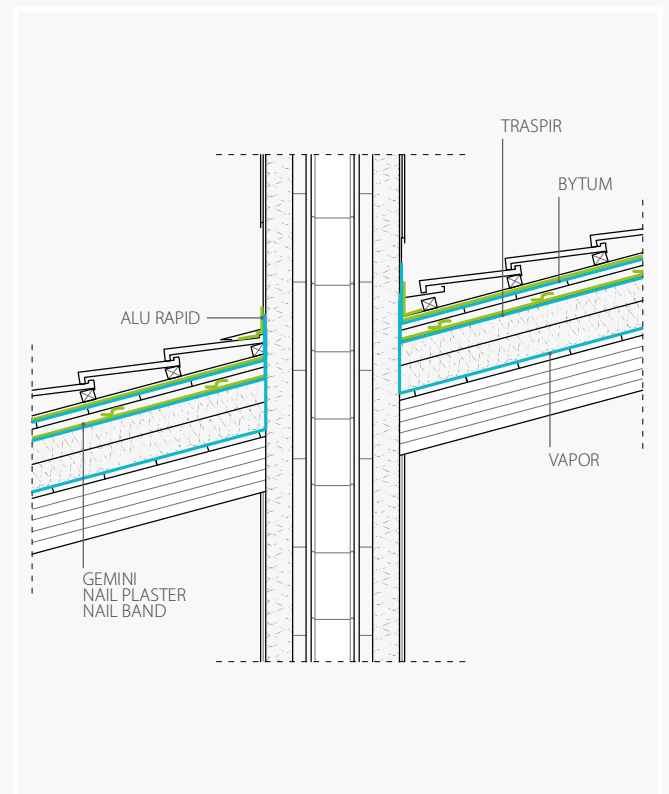 TRASPIR
BYTUM
ALU RAPID
VAPOR
GEMINI
NAIL PLASTER
NAIL BAND